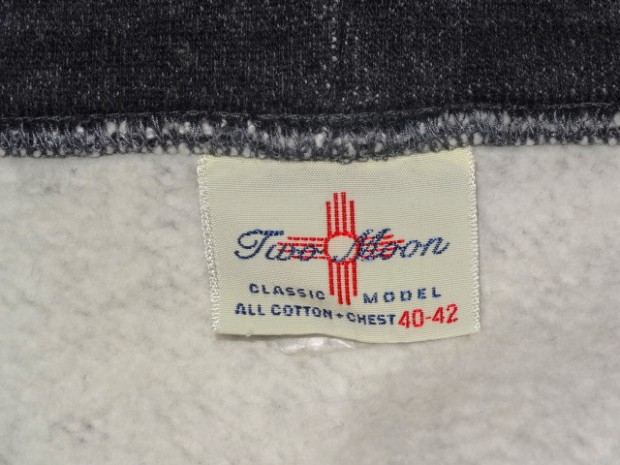 Two Moon
CLASSIC MODEL
ALL COTTON + CHEST 40-42